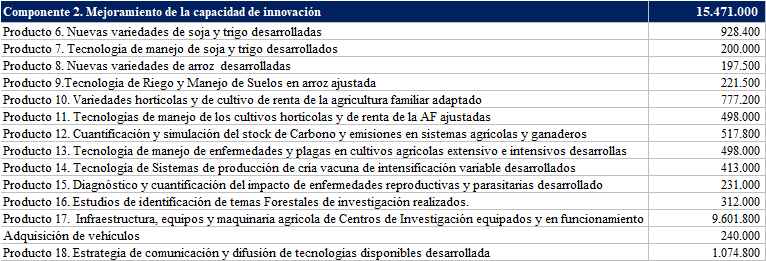 Componente 2. Mejoramiento de la capacidad de innovación 15.471.000
Producto 6. Nuevas variedades de soja y trigo desarrolladas 928.400
Producto 7. Tecnología de manejo de soja y trigo desarrollados 200.000
Producto 8. Nuevas variedades de arroz desarrolladas 197.500
Producto 9.Tecnología de Riego y Manejo de Suelos en arroz ajustada 221.500
Producto 10. Variedades hortícolas y de cultivo de renta de la agricultura familiar adaptado 777.200
Producto 11. Tecnologías de manejo de los cultivos hortícolas y de renta de la AF ajustadas 498.000
Producto 12. Cuantificación y simulación del stock de Carbono y emisiones en sistemas agrícolas y ganaderos 517.800
Producto 13. Tecnología de manejo de enfermedades y plagas en cultivos agrícolas extensivo e intensivos desarrollas 498.000
Producto 14. Tecnología de Sistemas de producción de cría vacuna de intensificación variable desarrollados 413.000
Producto 15. Diagnóstico y cuantificación del impacto de enfermedades reproductivas y parasitarias desarrollado 231.000
Producto 16. Estudios de identificación de temas Forestales de investigación realizados. 312.000
Producto 17. Infraestructura, equipos y maquinaria agrícola de Centros de Investigación equipados y en funcionamiento 9.601.800
Adquisición de vehículos 240.000
Producto 18. Estrategia de comunicación y difusión de tecnologías disponibles desarrollada 1.074.800